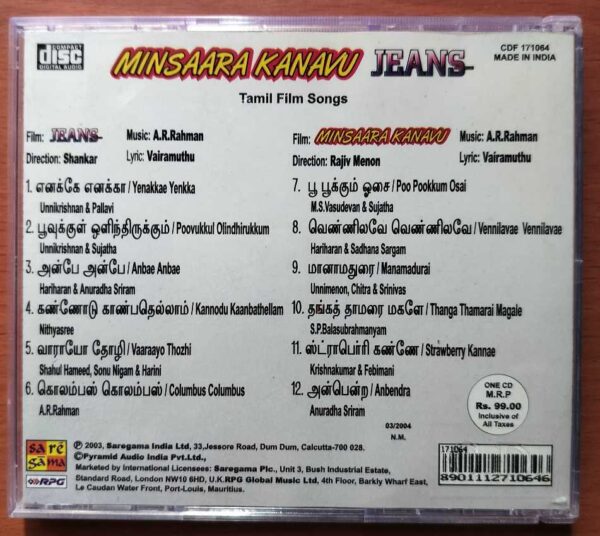 COMPACT
disc
DIGITAL AUDIO
MINSAARA KANAVU JEANS
CDF 171064
MADE IN INDIA
Tamil Film Songs
Film: JEANS Music: A.R.Rahman
Direction: Shankar Lyric: Vairamuthu
1. எனக்கே எனக்கா / Yenakkae Yenkka
Unnikrishnan & Pallavi
2. பூவுக்குள் ஒளிந்திருக்கும் / Poovukkul Olindhirukkum
Unnikrishnan & Sujatha
3. அன்பே அன்பே / Anbae Anbae
Hariharan & Anuradha Sriram
4. கண்ணோடு காண்பதெல்லாம் / Kannodu Kaanbathellam
Nithyasree
5. வாராயோ தோழி / Vaaraayo Thozhi
Shahul Hameed, Sonu Nigam & Harini
6. கொலம்பஸ் கொலம்பஸ் / Columbus Columbus
A.R.Rahman
Film: MINSAARA KANAVU Music: A.R.Rahman
Direction: Rajiv Menon Lyric: Vairamuthu
7. பூ பூக்கும் ஓசை / Poo Pookkum Osai
M.S.Vasudevan & Sujatha
8. வெண்ணிலவே வெண்ணிலவே / Vennilavae Vennilavae
Hariharan & Sadhana Sargam
9. மானாமதுரை / Manamadurai
Unnimenon, Chitra & Srinivas
10. தங்கத் தாமரை மகளே / Thanga Thamarai Magale
S.P.Balasubrahmanyam
11. ஸ்ட்ராபெர்ரி கண்ணே / Strawberry Kannae
Krishnakumar & Febimani
12. அன்பென்ற / Anbendra
Anuradha Sriram
ONE CD
M.R.P
Rs. 99.00
Inclusive of
All Taxes
03/2004
N.M.
sa rē
gama
RPG
℗ 2003, Saregama India Ltd, 33,Jessore Road, Dum Dum, Calcutta-700 028.
©Pyramid Audio India Pvt.Ltd.,
Marketed by International Licensees: Saregama Plc., Unit 3, Bush Industrial Estate,
Standard Road, London NW10 6HD, U.K.RPG Global Music Ltd, 4th Floor, Barkly Wharf East,
Le Caudan Water Front, Port-Louis, Mauritius.
171064
8901112710646